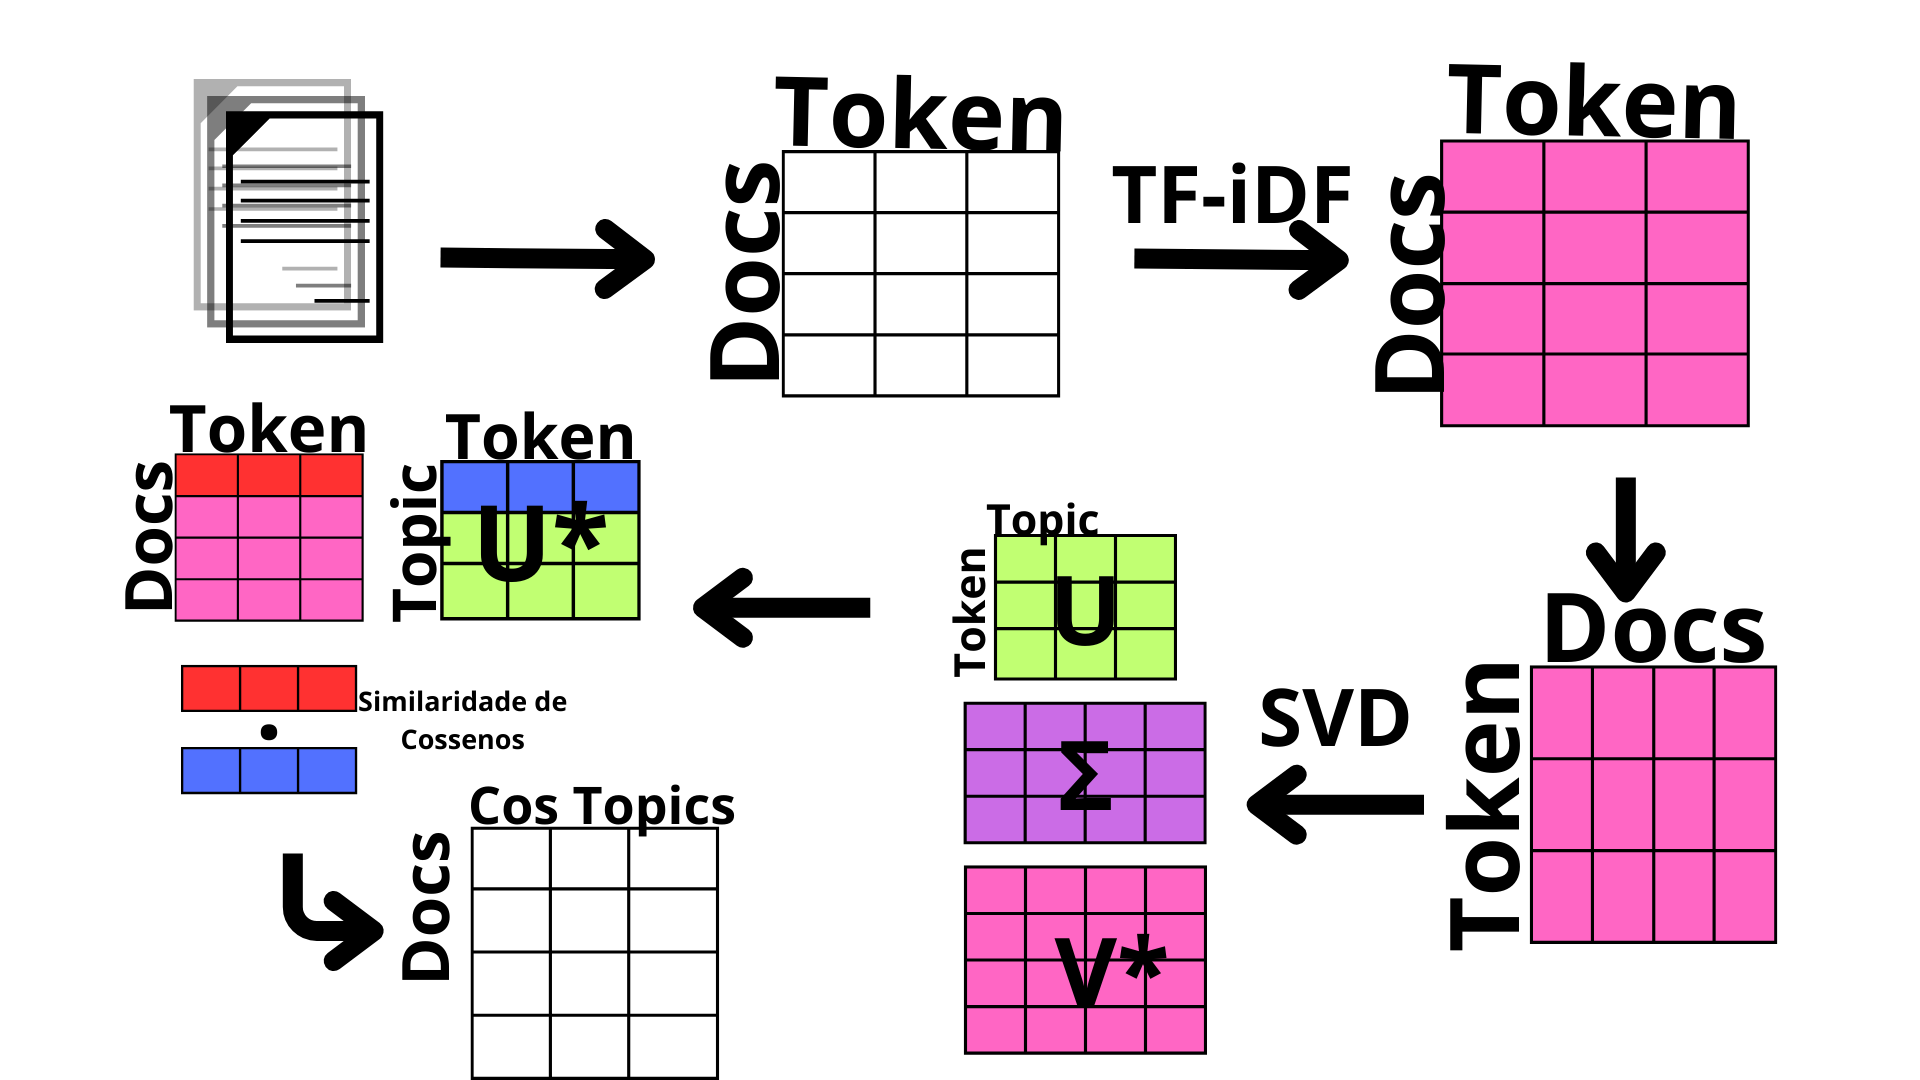 Token
Docs
TF-iDF
Token
Docs
Docs
Token
SVD
Topic
Token
U
Σ
V*
Token
Docs
Token
Topic
U*
Similaridade de
Cossenos
Cos Topics
Docs